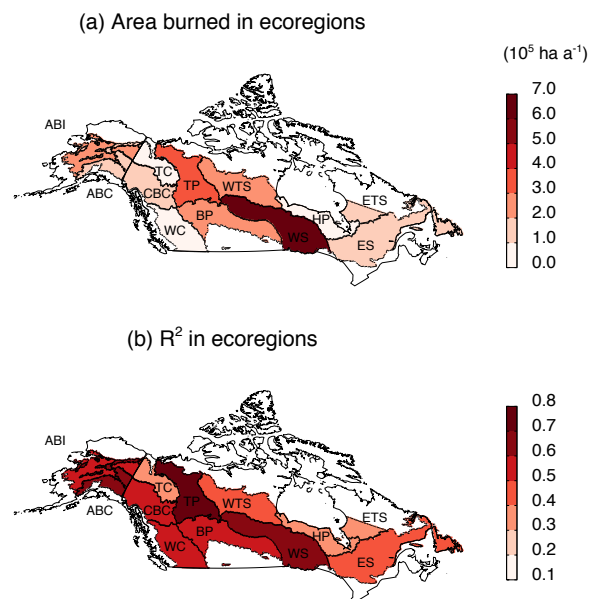 (a) Area burned in ecoregions
(10⁵ ha a⁻¹)
7.0
6.0
5.0
4.0
3.0
2.0
1.0
0.0
ABI
ABC
TC
CBC
TP
WTS
WC
BP
HP
WS
ETS
ES
(b) R² in ecoregions
0.8
0.7
0.6
0.5
0.4
0.3
0.2
0.1
ABI
ABC
TC
CBC
TP
WTS
WC
BP
HP
WS
ETS
ES